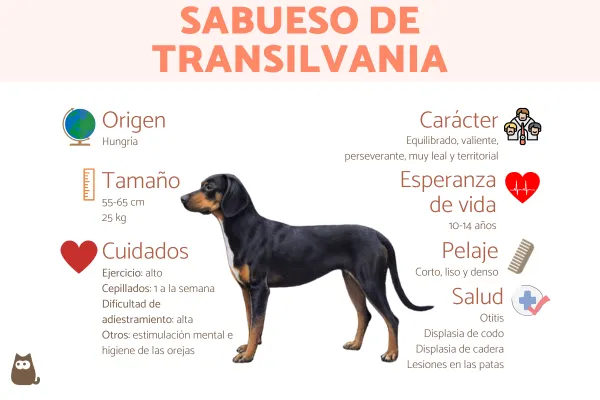 SABUESO DE
TRANSILVANIA
Origen
Hungria
Tamaño
55-65 cm
25 kg
Cuidados
Ejercicio: alto
Cepillados: 1 a la semana
Dificultad de
adiestramiento: alta
Otros: estimulación mental e
higiene de las orejas
Carácter
Equilibrado, valiente,
perseverante, muy leal y territorial
Esperanza
de vida
10-14 años
Pelaje
Corto, liso y denso
Salud
Otitis
Displasia de codo
Displasia de cadera
Lesiones en las patas